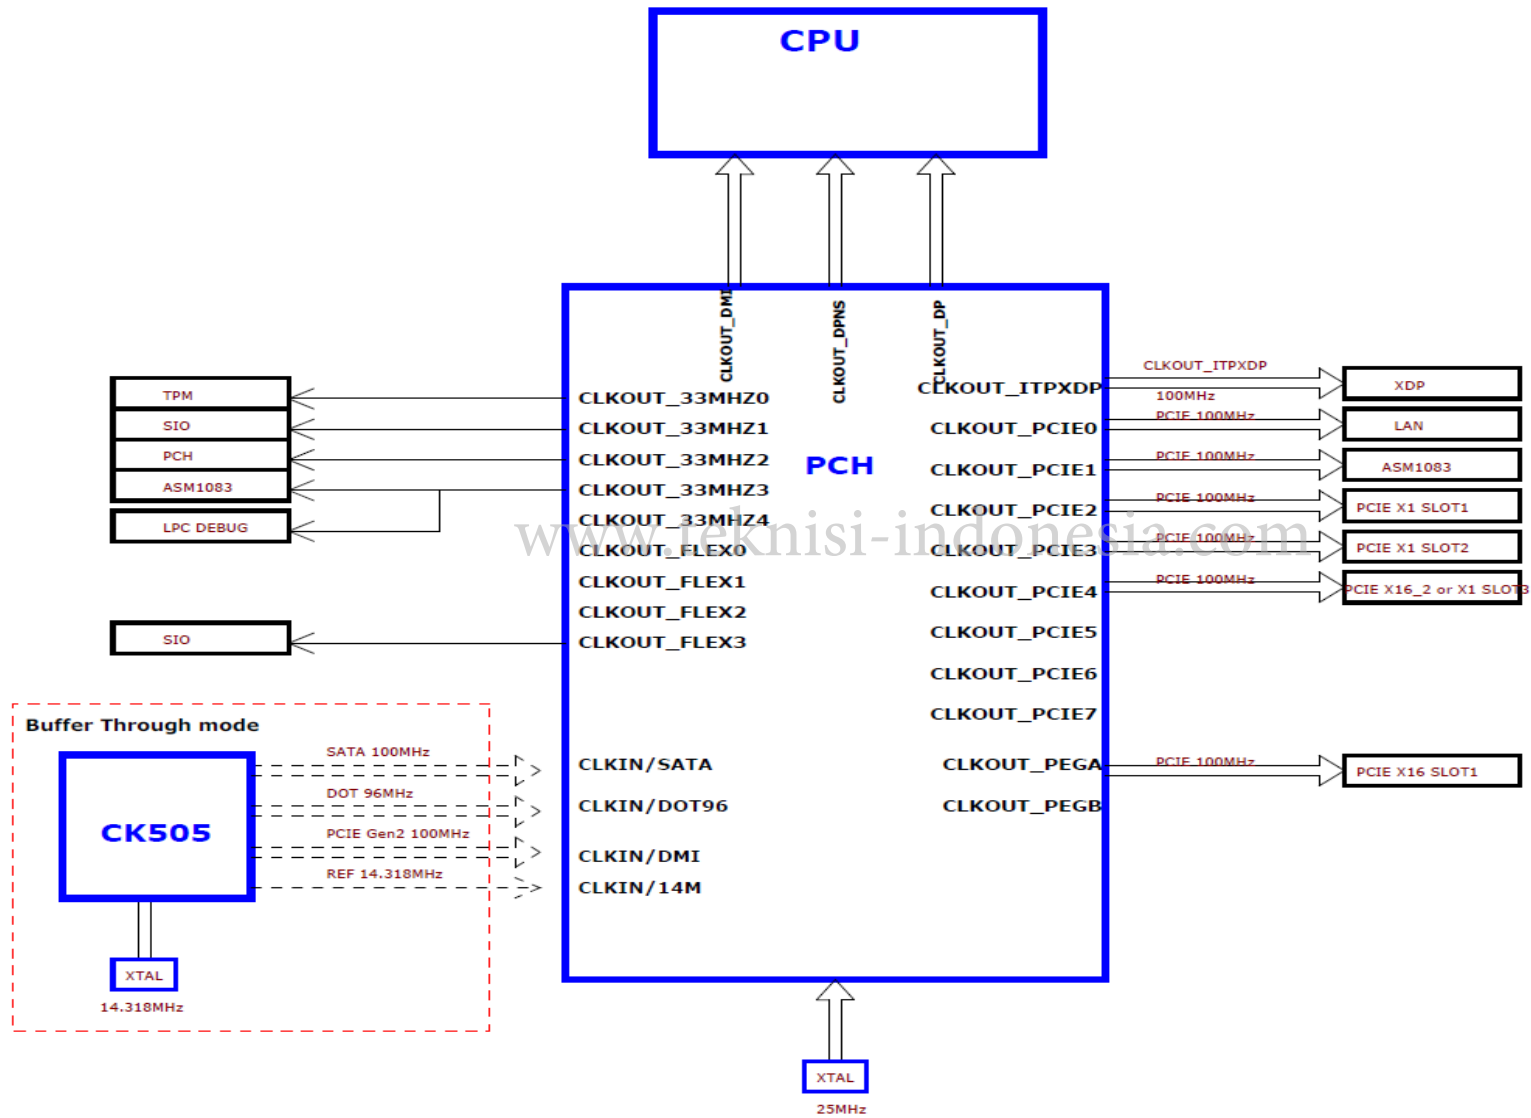 CPU
CLKOUT_DMI
CLKOUT_DPNS
CLKOUT_DP
PCH
TPM
SIO
PCH
ASM1083
LPC DEBUG
SIO
CLKOUT_33MHZ0
CLKOUT_33MHZ1
CLKOUT_33MHZ2
CLKOUT_33MHZ3
CLKOUT_33MHZ4
CLKOUT_FLEX0
CLKOUT_FLEX1
CLKOUT_FLEX2
CLKOUT_FLEX3
CLKIN/SATA
CLKIN/DOT96
CLKIN/DMI
CLKIN/14M
CLKOUT_ITPXDP
CLKOUT_PCIE0
CLKOUT_PCIE1
CLKOUT_PCIE2
CLKOUT_PCIE3
CLKOUT_PCIE4
CLKOUT_PCIE5
CLKOUT_PCIE6
CLKOUT_PCIE7
CLKOUT_PEGA
CLKOUT_PEGB
CLKOUT_ITPXDP
100MHz
PCIE 100MHz
PCIE 100MHz
PCIE 100MHz
PCIE 100MHz
PCIE 100MHz
PCIE 100MHz
XDP
LAN
ASM1083
PCIE X1 SLOT1
PCIE X1 SLOT2
PCIE X16_2 or X1 SLOT3
PCIE X16 SLOT1
www.teknisi-indonesia.com
Buffer Through mode
CK505
SATA 100MHz
DOT 96MHz
PCIE Gen2 100MHz
REF 14.318MHz
XTAL
14.318MHz
XTAL
25MHz